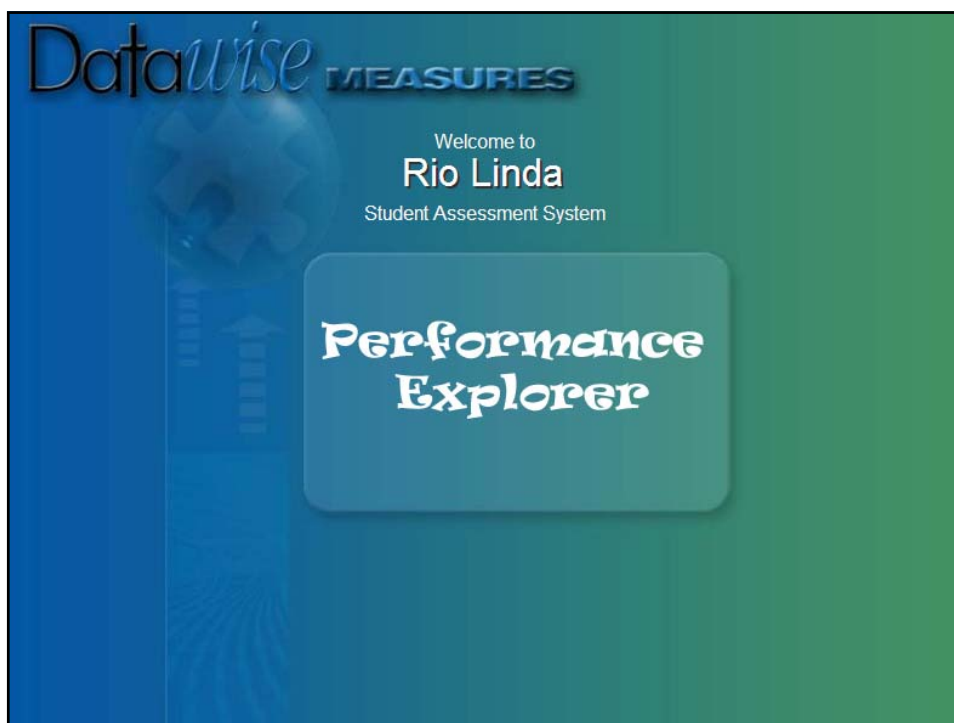 Datawise MEASURES
Welcome to
Rio Linda
Student Assessment System
Performance
Explorer